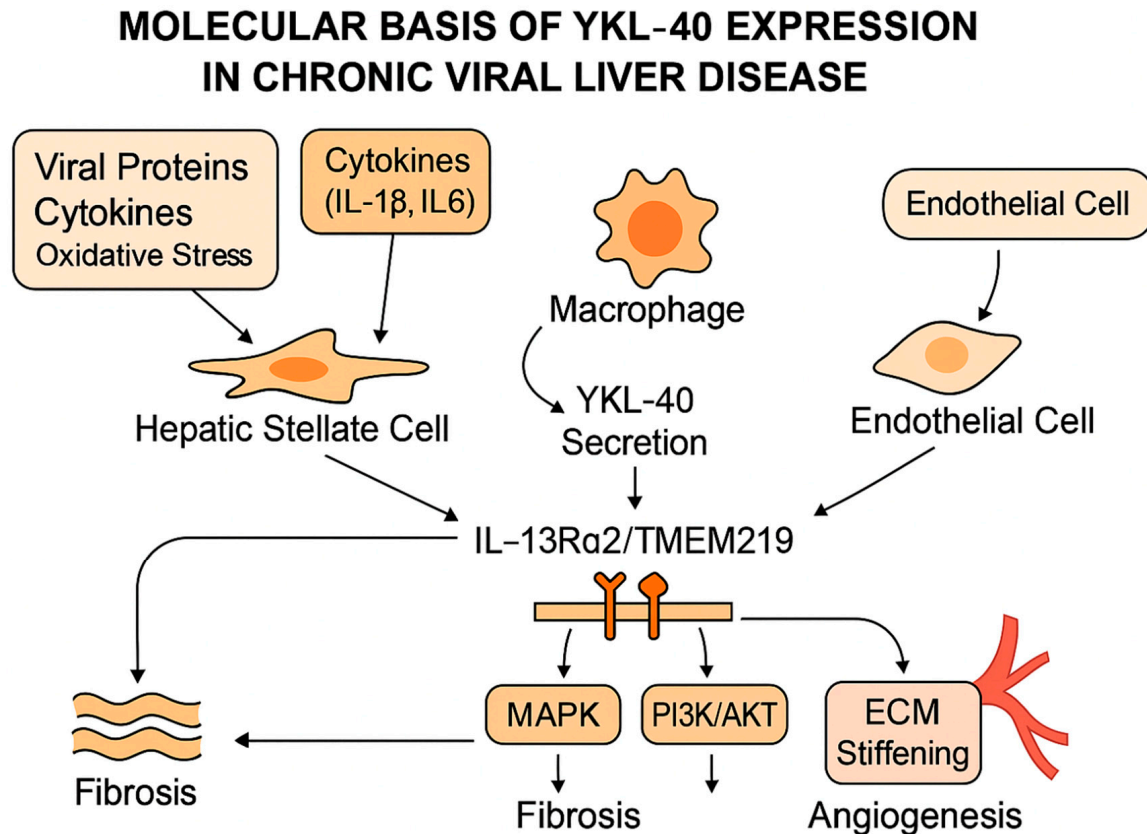 MOLECULAR BASIS OF YKL-40 EXPRESSION
IN CHRONIC VIRAL LIVER DISEASE
Viral Proteins
Cytokines
Oxidative Stress
Cytokines
(IL-1β, IL6)
Macrophage
Endothelial Cell
Hepatic Stellate Cell
YKL-40
Secretion
Endothelial Cell
IL-13Rα2/TMEM219
MAPK
PI3K/AKT
ECM
Stiffening
Fibrosis
Fibrosis
Angiogenesis